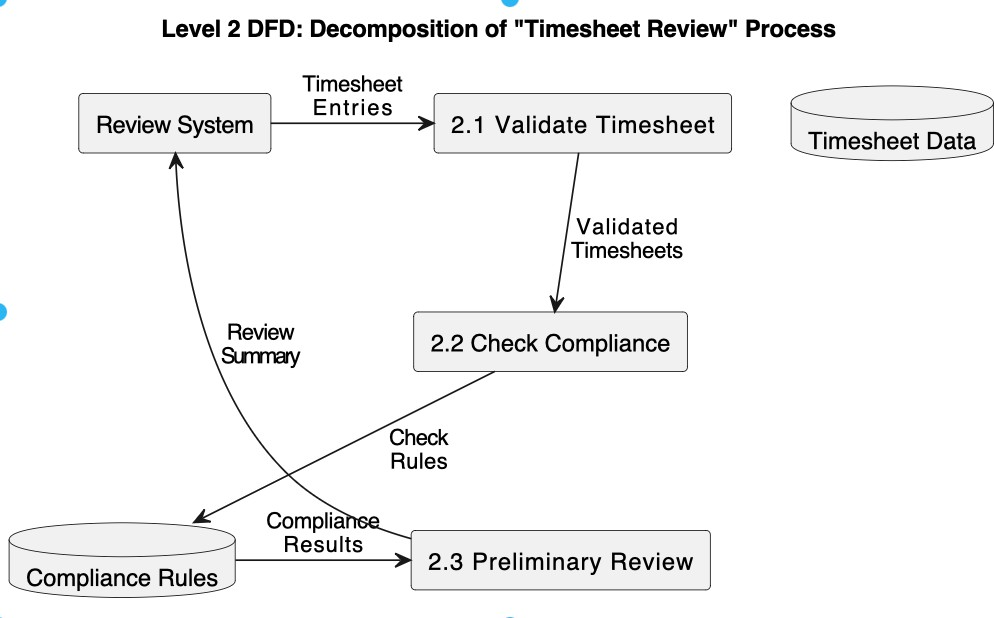 Level 2 DFD: Decomposition of "Timesheet Review" Process
Timesheet
Entries
Review System
2.1 Validate Timesheet
Timesheet Data
Validated
Timesheets
Review
Summary
2.2 Check Compliance
Check
Rules
Compliance
Results
Compliance Rules
2.3 Preliminary Review